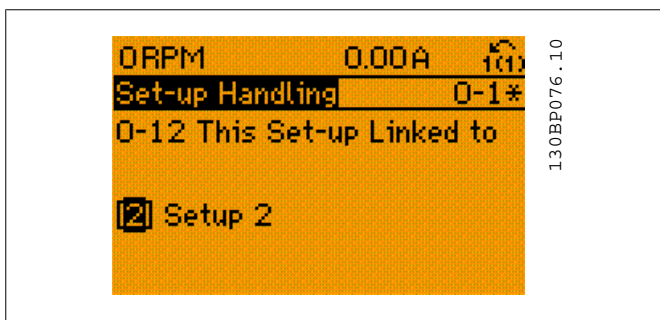 0RPM 0.00A 1(1)
Set-up Handling 0-1*
0-12 This Set-up Linked to
[2] Setup 2
130BP076.10